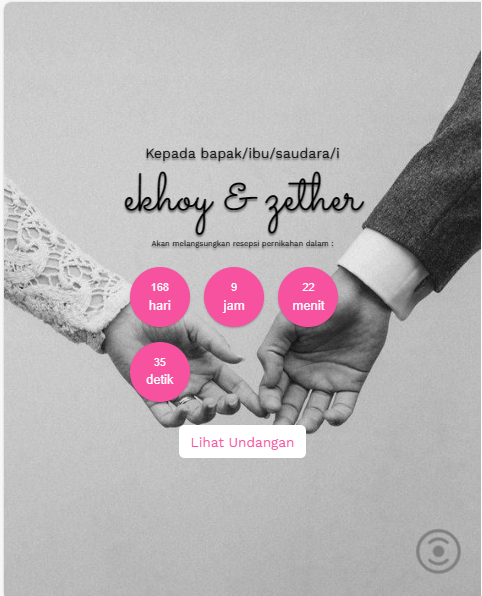 Kepada bapak/ibu/saudara/i
ekhoy & zether
Akan melangsungkan resepsi pernikahan dalam :
168
hari
9
jam
22
menit
35
detik
Lihat Undangan